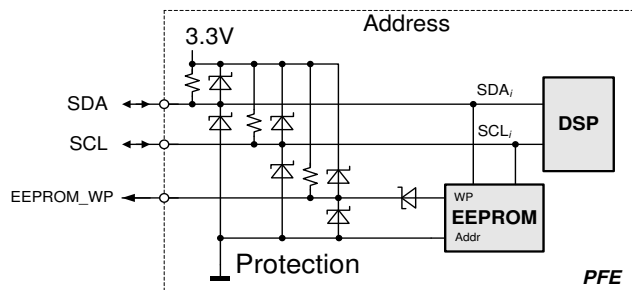 Address
3.3V
SDA
SDAi
DSP
SCL
SCLi
EEPROM_WP
WP
EEPROM
Addr
Protection
PFE